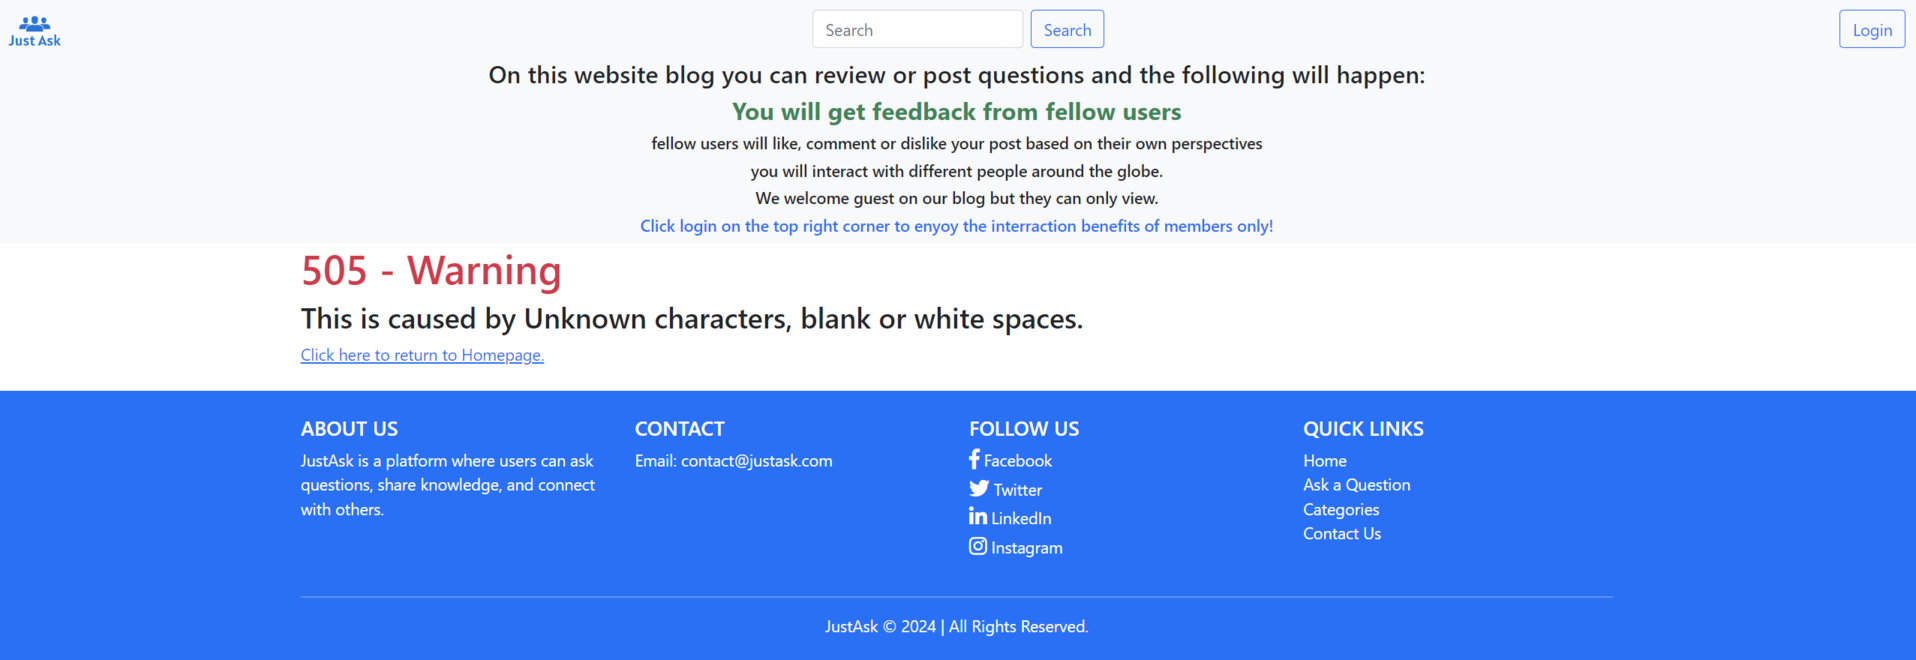 Just Ask
Search
Search
Login
On this website blog you can review or post questions and the following will happen:
You will get feedback from fellow users
fellow users will like, comment or dislike your post based on their own perspectives
you will interact with different people around the globe.
We welcome guest on our blog but they can only view.
Click login on the top right corner to enyoy the interraction benefits of members only!
505 - Warning
This is caused by Unknown characters, blank or white spaces.
Click here to return to Homepage.
ABOUT US
JustAsk is a platform where users can ask
questions, share knowledge, and connect
with others.
CONTACT
Email: contact@justask.com
FOLLOW US
Facebook
Twitter
LinkedIn
Instagram
QUICK LINKS
Home
Ask a Question
Categories
Contact Us
JustAsk © 2024 | All Rights Reserved.